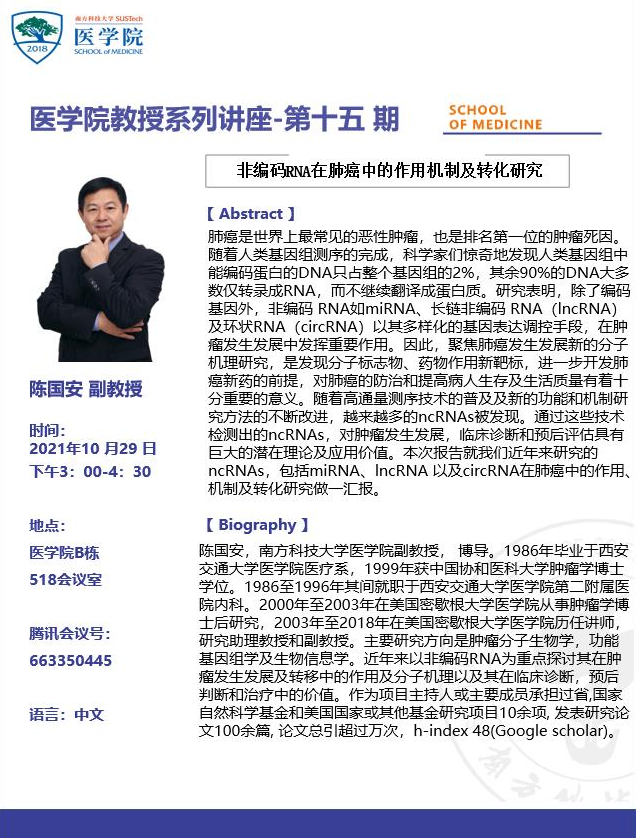 南方科技大学 SUSTech
医学院
SCHOOL of MEDICINE
2018
医学院教授系列讲座-第十五 期
SCHOOL
OF MEDICINE
非编码RNA在肺癌中的作用机制及转化研究
【 Abstract 】
肺癌是世界上最常见的恶性肿瘤，也是排名第一位的肿瘤死因。
随着人类基因组测序的完成，科学家们惊奇地发现人类基因组中
能编码蛋白的DNA只占整个基因组的2%，其余90%的DNA大多
数仅转录成RNA，而不继续翻译成蛋白质。研究表明，除了编码
基因外，非编码 RNA如miRNA、长链非编码 RNA（lncRNA）
及环状RNA（circRNA）以其多样化的基因表达调控手段，在肿
瘤发生发展中发挥重要作用。因此，聚焦肺癌发生发展新的分子
机理研究，是发现分子标志物、药物作用新靶标，进一步开发肺
癌新药的前提，对肺癌的防治和提高病人生存及生活质量有着十
分重要的意义。随着高通量测序技术的普及及新的功能和机制研
究方法的不断改进，越来越多的ncRNAs被发现。通过这些技术
检测出的ncRNAs，对肿瘤发生发展，临床诊断和预后评估具有
巨大的潜在理论及应用价值。本次报告就我们近年来研究的
ncRNAs，包括miRNA、lncRNA 以及circRNA在肺癌中的作用、
机制及转化研究做一汇报。
陈国安 副教授
时间：
2021年10 月29 日
下午3：00-4：30
地点：
医学院B栋
518会议室
腾讯会议号：
663350445
语言：中文
【 Biography 】
陈国安，南方科技大学医学院副教授， 博导。1986年毕业于西安
交通大学医学院医疗系，1999年获中国协和医科大学肿瘤学博士
学位。1986至1996年其间就职于西安交通大学医学院第二附属医
院内科。2000年至2003年在美国密歇根大学医学院从事肿瘤学博
士后研究，2003年至2018年在美国密歇根大学医学院历任讲师，
研究助理教授和副教授。主要研究方向是肿瘤分子生物学，功能
基因组学及生物信息学。近年来以非编码RNA为重点探讨其在肿
瘤发生发展及转移中的作用及分子机理以及其在临床诊断，预后
判断和治疗中的价值。作为项目主持人或主要成员承担过省,国家
自然科学基金和美国国家或其他基金研究项目10余项, 发表研究论
文100余篇, 论文总引超过万次，h-index 48(Google scholar)。
南方科技